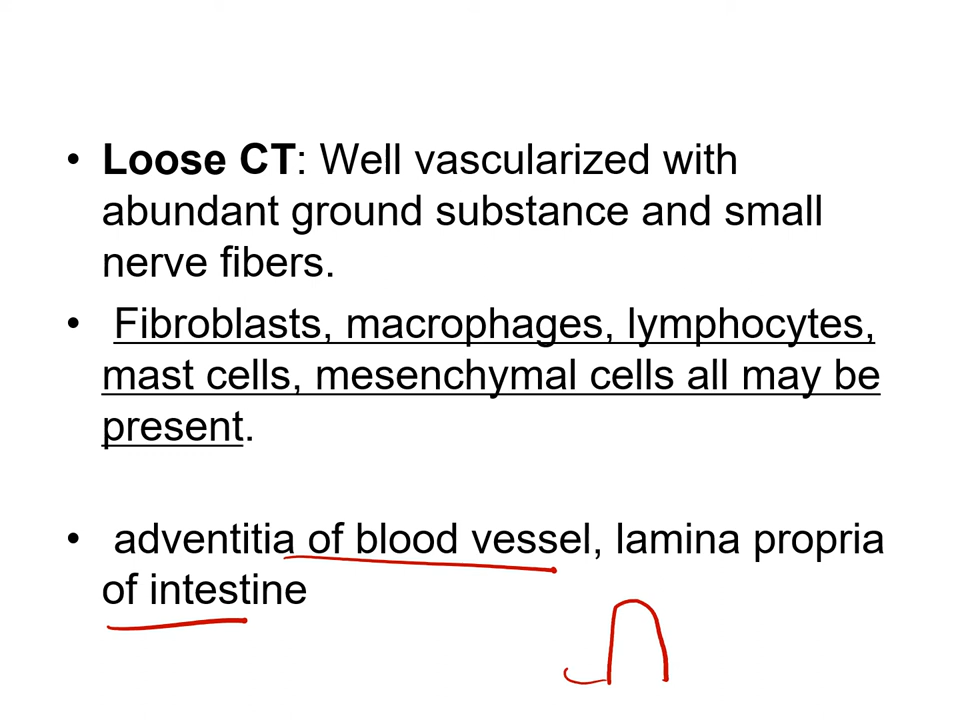 • Loose CT: Well vascularized with
abundant ground substance and small
nerve fibers.
• Fibroblasts, macrophages, lymphocytes,
mast cells, mesenchymal cells all may be
present.
• adventitia of blood vessel, lamina propria
of intestine